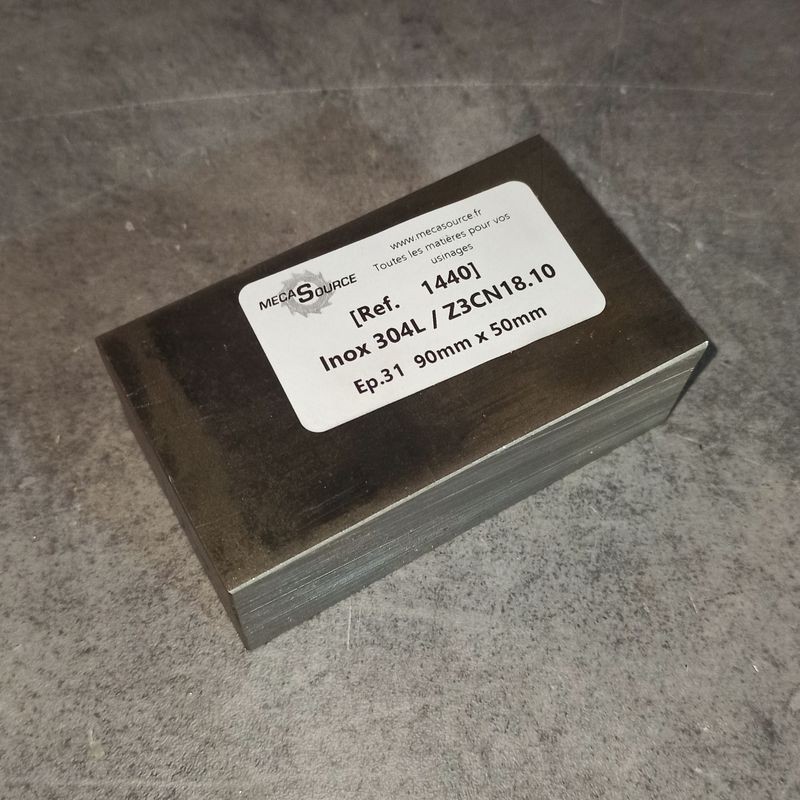 MECASOURCE
www.mecasource.fr
Toutes les matières pour vos
usinages
[Ref. 1440]
Inox 304L / Z3CN18.10
Ep.31 90mm x 50mm